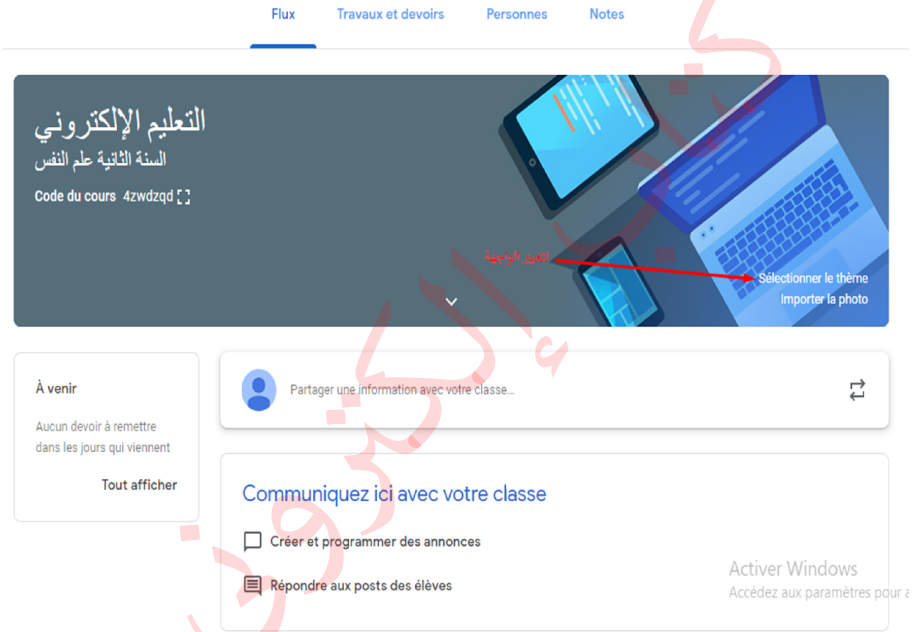 Flux Travaux et devoirs Personnes Notes
التعليم الإلكتروني
السنة الثانية علم النفس
Code du cours 4zwdzqd
الواجهة
Sélectionner le thème
Importer la photo
À venir
Aucun devoir à remettre
dans les jours qui viennent
Tout afficher
Partager une information avec votre classe...
Communiquez ici avec votre classe
Créer et programmer des annonces
Répondre aux posts des élèves
Activer Windows
Accédez aux paramètres pour a